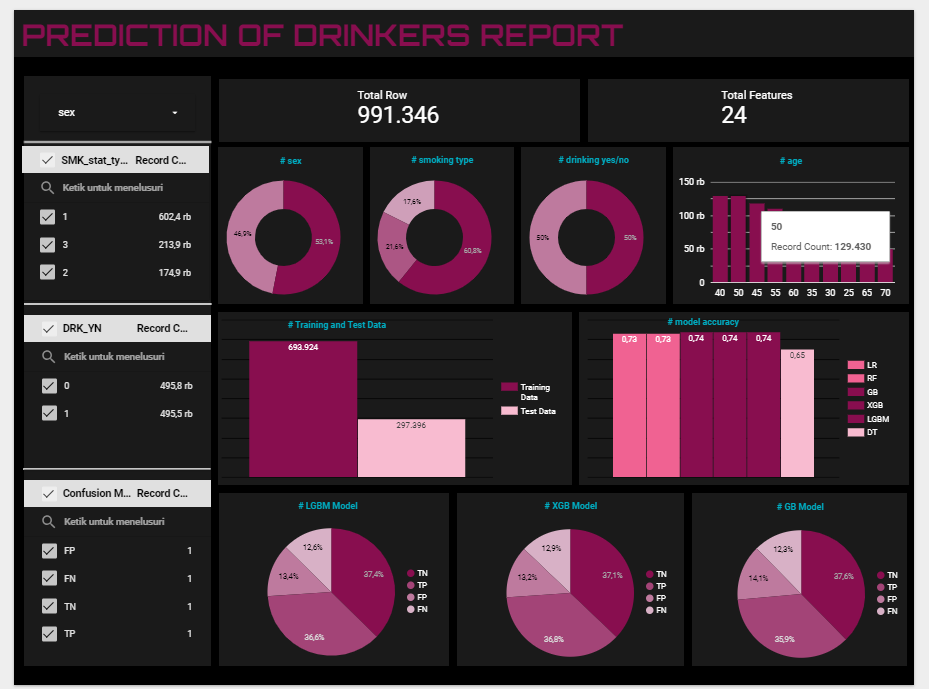 PREDICTION OF DRINKERS REPORT
sex
Total Row
991.346
Total Features
24
SMK_stat_ty... Record C...
Ketik untuk menelusuri
1 602,4 rb
3 213,9 rb
2 174,9 rb
# sex
46,9%
53,1%
# smoking type
17,6%
21,6%
60,8%
# drinking yes/no
50%
50%
# age
150 rb
100 rb
50 rb
0
50
Record Count: 129.430
40 50 45 55 60 35 30 25 65 70
DRK_YN Record C...
Ketik untuk menelusuri
0 495,8 rb
1 495,5 rb
# Training and Test Data
693.924
297.396
Training
Data
Test Data
# model accuracy
0,73 0,73 0,74 0,74 0,74 0,65
LR
RF
GB
XGB
LGBM
DT
Confusion M... Record C...
Ketik untuk menelusuri
FP 1
FN 1
TN 1
TP 1
# LGBM Model
12,6%
13,4%
37,4%
36,6%
TN
TP
FP
FN
# XGB Model
12,9%
13,2%
37,1%
36,8%
TN
TP
FP
FN
# GB Model
12,3%
14,1%
37,6%
35,9%
TN
TP
FP
FN